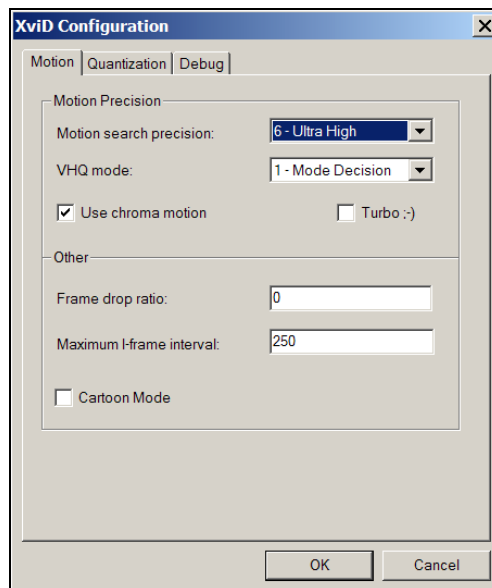 XviD Configuration
Motion Quantization Debug
Motion Precision
Motion search precision: 6 - Ultra High
VHQ mode: 1 - Mode Decision
Use chroma motion Turbo ;-)
Other
Frame drop ratio: 0
Maximum I-frame interval: 250
Cartoon Mode
OK Cancel